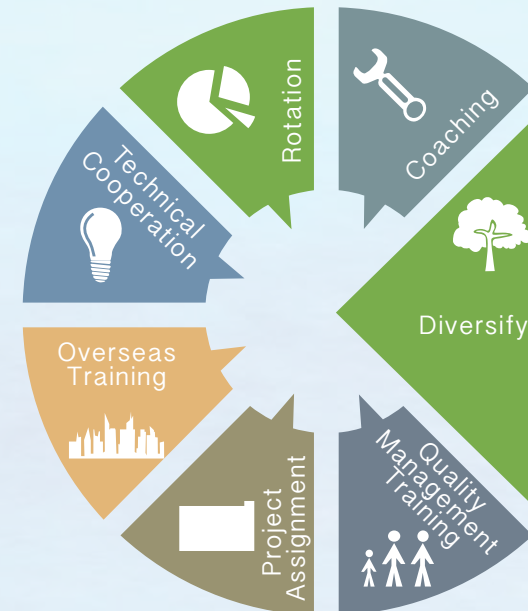 Rotation
Coaching
Technical
Cooperation
Diversify
Overseas
Training
Project
Assignment
Quality
Management
Training